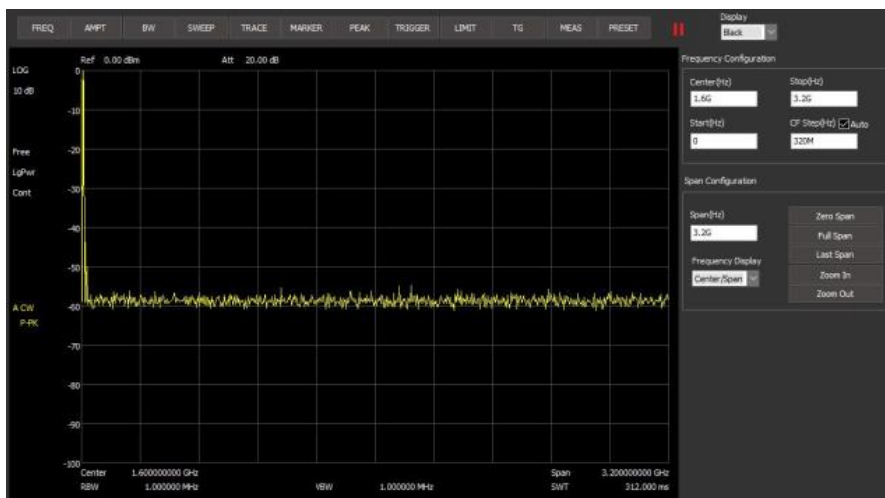 FREQ AMPT BW SWEEP TRACE MARKER PEAK TRIGGER LIMIT TG MEAS PRESET
Display
Black
Ref 0.00 dBm Att 20.00 dB
LOG
10 dB
Free
LgPwr
Cont
A CW
P-PK
0
-10
-20
-30
-40
-50
-60
-70
-80
-90
-100
Center 1.600000000 GHz Span 3.200000000 GHz
RBW 1.000000 MHz VBW 1.000000 MHz SWT 312.000 ms
Frequency Configuration
Center(Hz) Stop(Hz)
1.6G 3.2G
Start(Hz) CF Step(Hz) Auto
0 320M
Span Configuration
Span(Hz)
3.2G
Frequency Display
Center/Span
Zero Span
Full Span
Last Span
Zoom In
Zoom Out